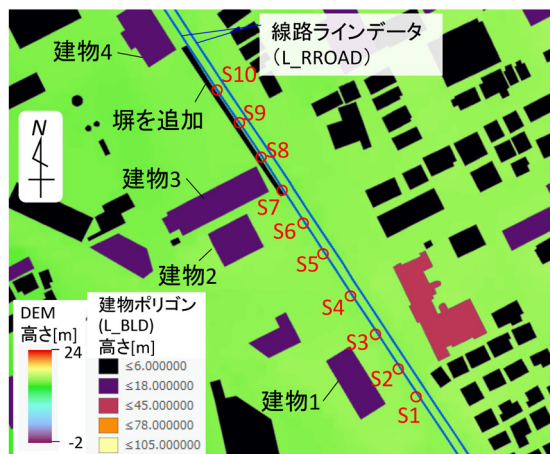 線路ラインデータ
(L_RROAD)
建物4
S10
塀を追加
S9
N
S8
建物3
S7
S6
建物2
S5
S4
S3
S2
建物1
S1
DEM
高さ[m]
24
-2
建物ポリゴン
(L_BLD)
高さ[m]
≤6.000000
≤18.000000
≤45.000000
≤78.000000
≤105.000000